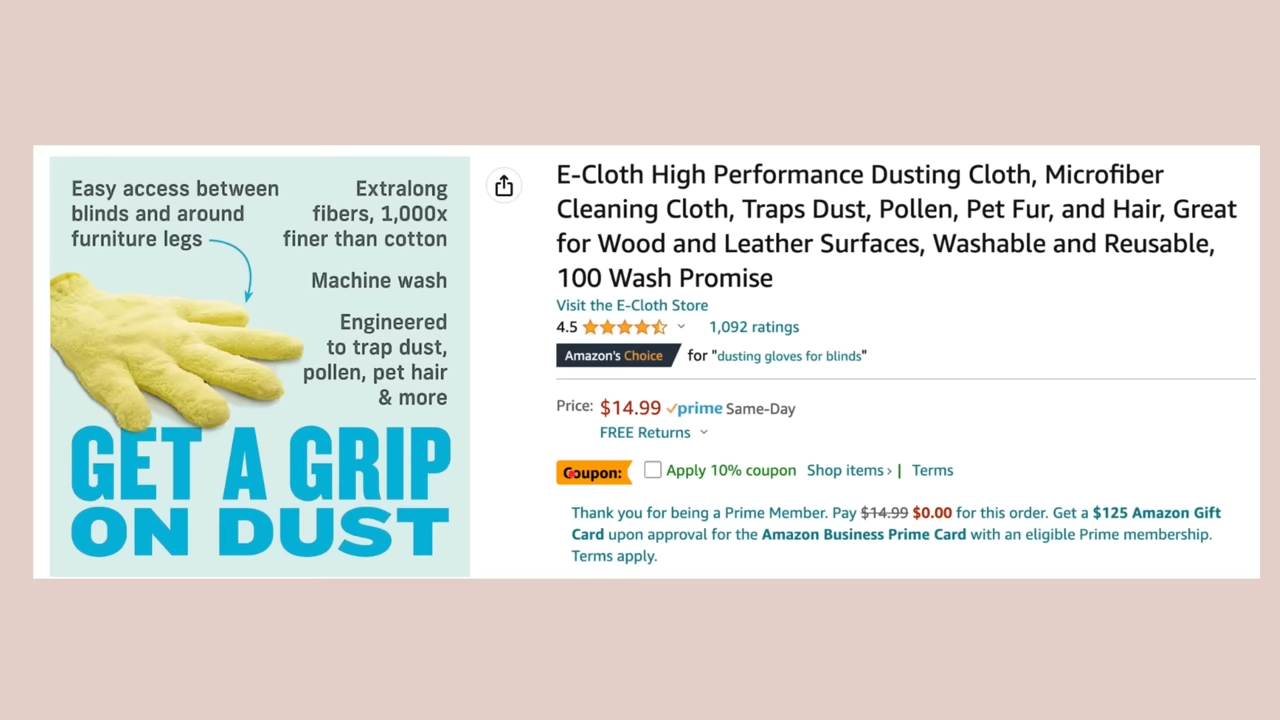 Easy access between
blinds and around
furniture legs
Extralong
fibers, 1,000x
finer than cotton
Machine wash
Engineered
to trap dust,
pollen, pet hair
& more
GET A GRIP
ON DUST
E-Cloth High Performance Dusting Cloth, Microfiber
Cleaning Cloth, Traps Dust, Pollen, Pet Fur, and Hair, Great
for Wood and Leather Surfaces, Washable and Reusable,
100 Wash Promise
Visit the E-Cloth Store
4.5 1,092 ratings
Amazon's Choice for "dusting gloves for blinds"
Price: $14.99 prime Same-Day
FREE Returns
Coupon: Apply 10% coupon Shop items › | Terms
Thank you for being a Prime Member. Pay $14.99 $0.00 for this order. Get a $125 Amazon Gift
Card upon approval for the Amazon Business Prime Card with an eligible Prime membership.
Terms apply.